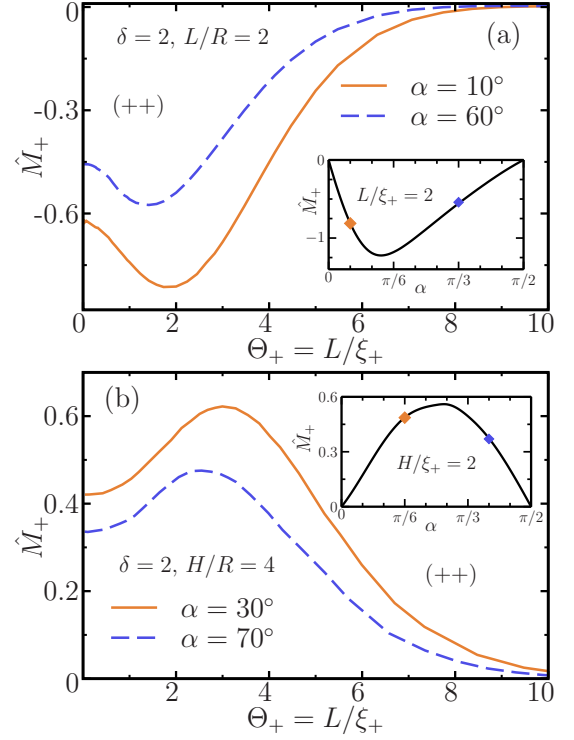 0
-0.3
-0.6
M̂₊
δ = 2, L/R = 2
(a)
(++)
α = 10°
α = 60°
0
-1
M̂₊
L/ξ₊ = 2
0
π/6
π/3
π/2
α
0
2
4
6
8
10
Θ₊ = L/ξ₊
(b)
0.6
0.4
0.2
0
M̂₊
0.6
0.3
0
M̂₊
H/ξ₊ = 2
0
π/6
π/3
π/2
α
δ = 2, H/R = 4
(++)
α = 30°
α = 70°
0
2
4
6
8
10
Θ₊ = L/ξ₊